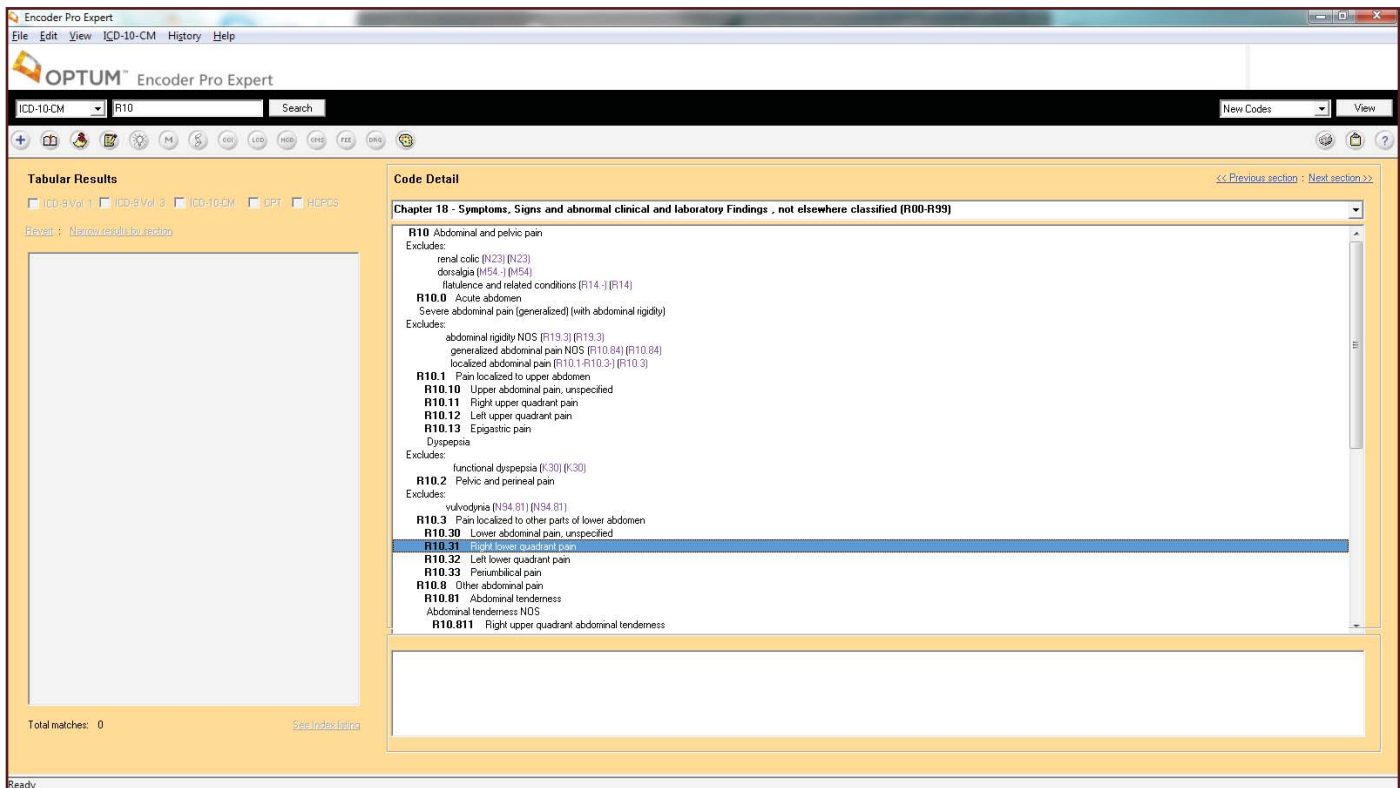 Encoder Pro Expert
File Edit View ICD-10-CM History Help
OPTUM™ Encoder Pro Expert
ICD-10-CM R10 Search New Codes View
M CCI LCD NCD CMS FEE DRG ?
Tabular Results
ICD-9 Vol 1 ICD-9 Vol 3 ICD-10-CM CPT HCPCS
Revert : Narrow results by section
Total matches: 0 See Index listing
Code Detail
<< Previous section : Next section >>
Chapter 18 - Symptoms, Signs and abnormal clinical and laboratory Findings , not elsewhere classified (R00-R99)
R10 Abdominal and pelvic pain
Excludes:
renal colic (N23) (N23)
dorsalgia (M54.-) (M54)
flatulence and related conditions (R14.-) (R14)
R10.0 Acute abdomen
Severe abdominal pain (generalized) (with abdominal rigidity)
Excludes:
abdominal rigidity NOS (R19.3) (R19.3)
generalized abdominal pain NOS (R10.84) (R10.84)
localized abdominal pain (R10.1-R10.3-) (R10.3)
R10.1 Pain localized to upper abdomen
R10.10 Upper abdominal pain, unspecified
R10.11 Right upper quadrant pain
R10.12 Left upper quadrant pain
R10.13 Epigastric pain
Dyspepsia
Excludes:
functional dyspepsia (K30) (K30)
R10.2 Pelvic and perineal pain
Excludes:
vulvodynia (N94.81) (N94.81)
R10.3 Pain localized to other parts of lower abdomen
R10.30 Lower abdominal pain, unspecified
R10.31 Right lower quadrant pain
R10.32 Left lower quadrant pain
R10.33 Periumbilical pain
R10.8 Other abdominal pain
R10.81 Abdominal tenderness
Abdominal tenderness NOS
R10.811 Right upper quadrant abdominal tenderness
Ready